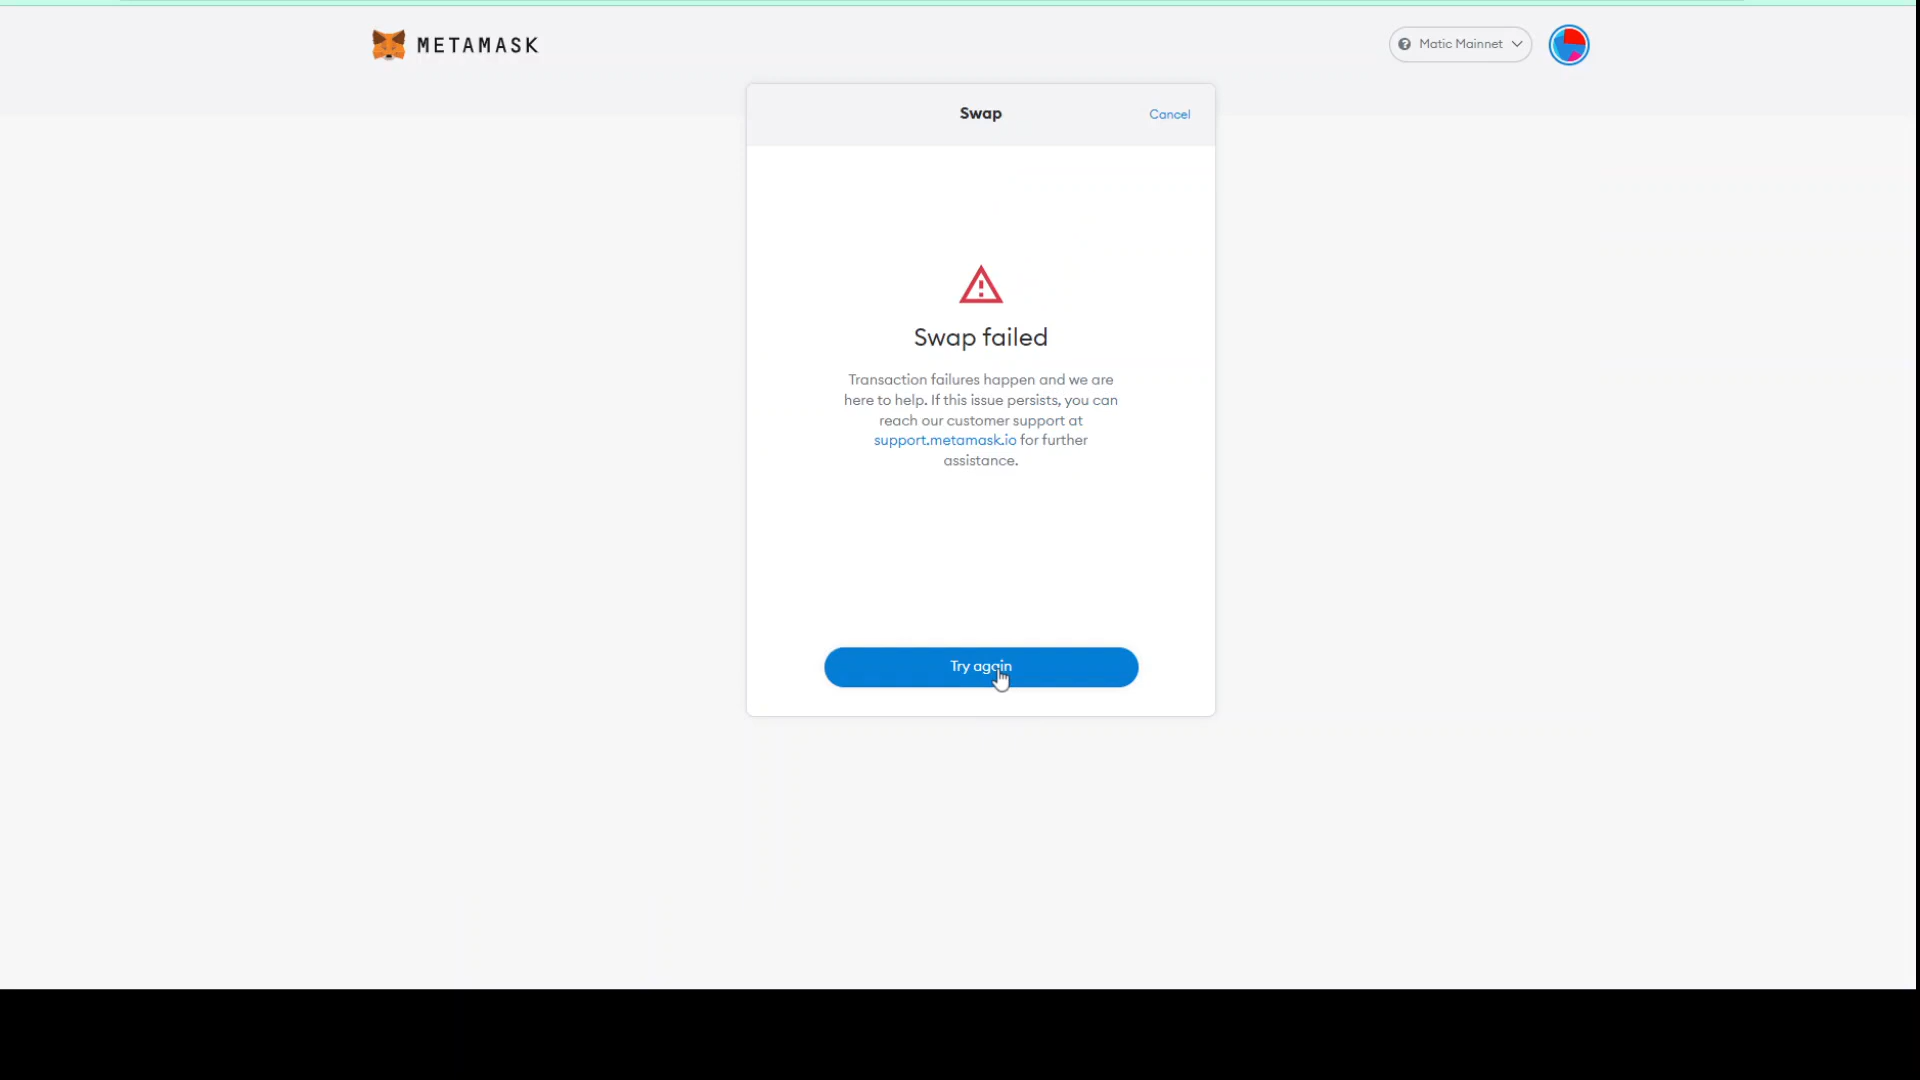 METAMASK
Matic Mainnet
Swap
Cancel
Swap failed
Transaction failures happen and we are
here to help. If this issue persists, you can
reach our customer support at
support.metamask.io for further
assistance.
Try again